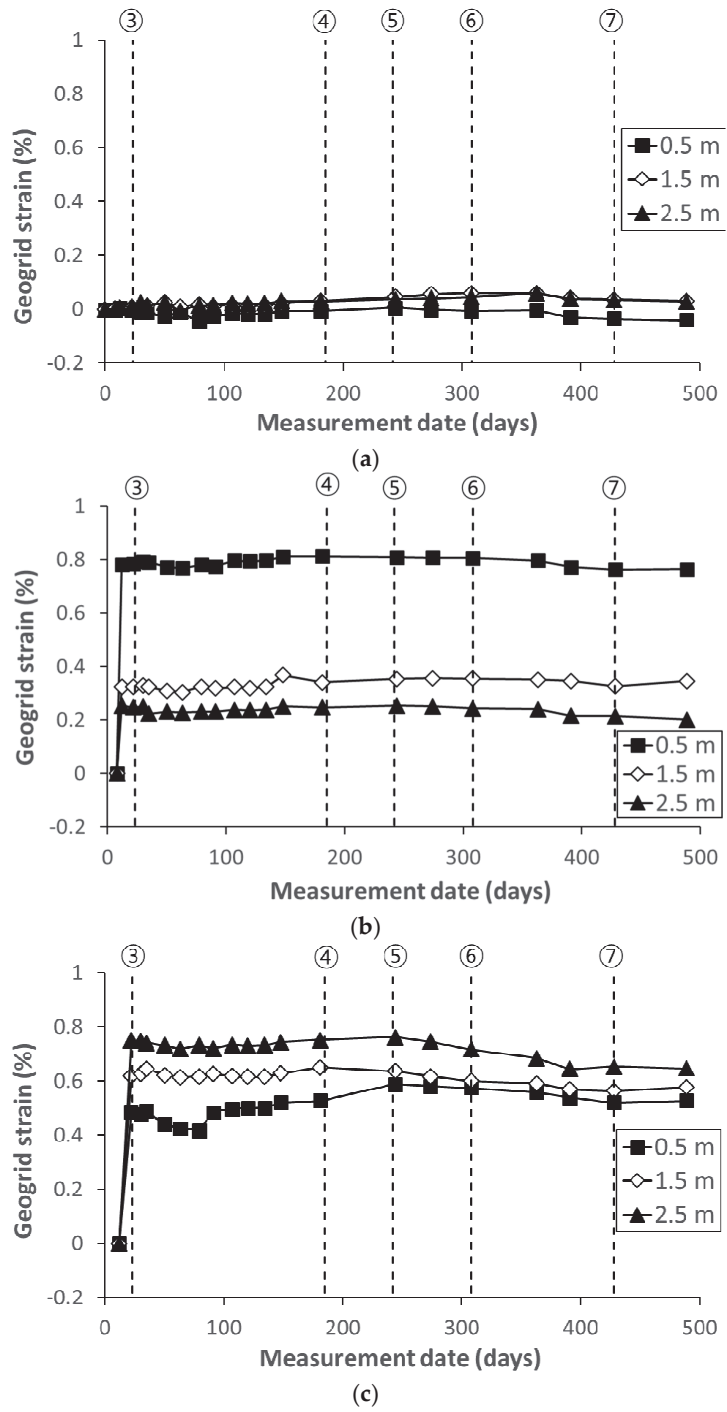 ③ ④ ⑤ ⑥ ⑦
1
0.8
0.6
0.4
0.2
0
-0.2
Geogrid strain (%)
0.5 m
1.5 m
2.5 m
0 100 200 300 400 500
Measurement date (days)
(a)
③ ④ ⑤ ⑥ ⑦
1
0.8
0.6
0.4
0.2
0
-0.2
Geogrid strain (%)
0.5 m
1.5 m
2.5 m
0 100 200 300 400 500
Measurement date (days)
(b)
③ ④ ⑤ ⑥ ⑦
1
0.8
0.6
0.4
0.2
0
-0.2
Geogrid strain (%)
0.5 m
1.5 m
2.5 m
0 100 200 300 400 500
Measurement date (days)
(c)